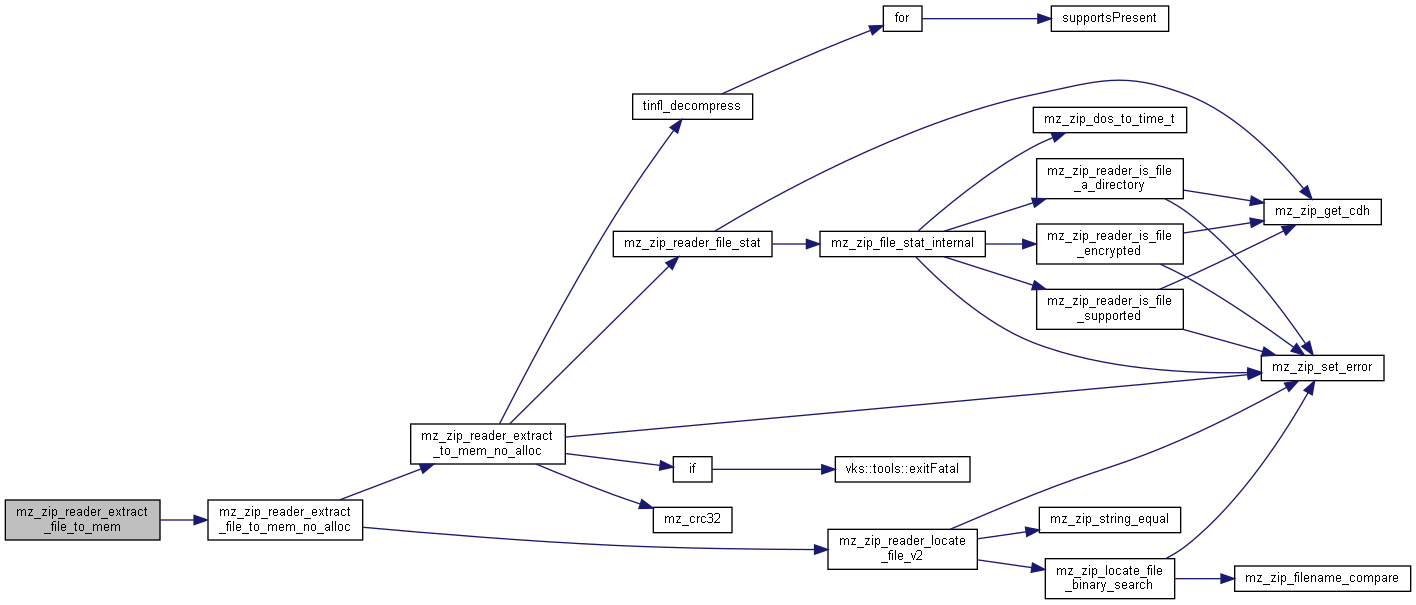 for
supportsPresent
tinfl_decompress
mz_zip_dos_to_time_t
mz_zip_reader_is_file
_a_directory
mz_zip_get_cdh
mz_zip_reader_file_stat
mz_zip_file_stat_internal
mz_zip_reader_is_file
_encrypted
mz_zip_reader_is_file
_supported
mz_zip_set_error
mz_zip_reader_extract
_to_mem_no_alloc
if
vks::tools::exitFatal
mz_zip_reader_extract
_file_to_mem
mz_zip_reader_extract
_file_to_mem_no_alloc
mz_crc32
mz_zip_string_equal
mz_zip_reader_locate
_file_v2
mz_zip_locate_file
_binary_search
mz_zip_filename_compare